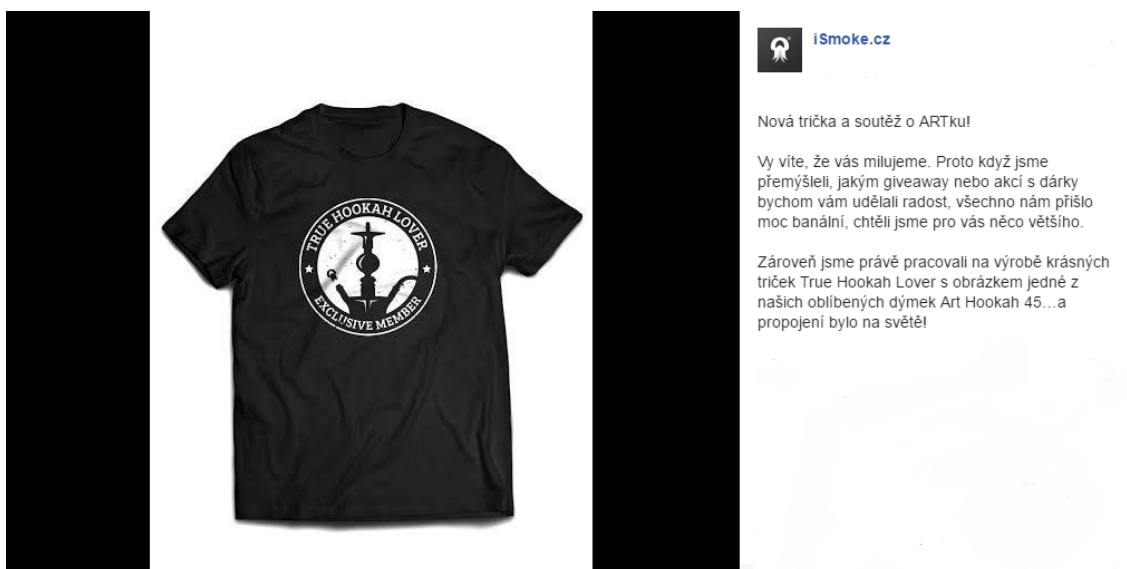 TRUE HOOKAH LOVER
EXCLUSIVE MEMBER
iSmoke.cz
Nová trička a soutěž o ARTku!
Vy víte, že vás milujeme. Proto když jsme
přemýšleli, jakým giveaway nebo akcí s dárky
bychom vám udělali radost, všechno nám přišlo
moc banální, chtěli jsme pro vás něco většího.
Zároveň jsme právě pracovali na výrobě krásných
triček True Hookah Lover s obrázkem jedné z
našich oblíbených dýmek Art Hookah 45…a
propojení bylo na světě!